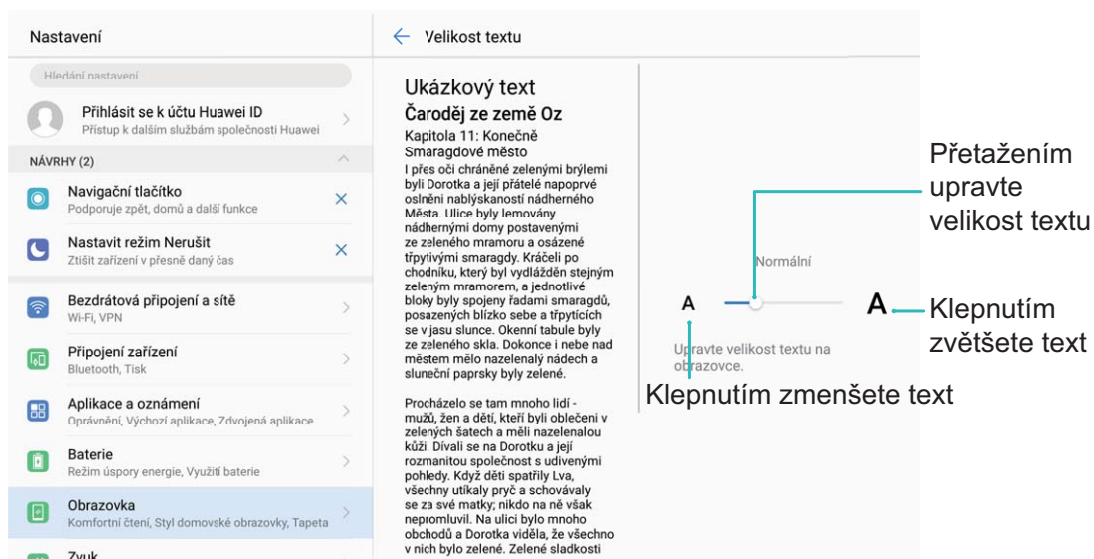 Nastavení
Hledání nastavení
Přihlásit se k účtu Huawei ID
Přístup k dalším službám společnosti Huawei
NÁVRHY (2)
Navigační tlačítko
Podporuje zpět, domů a další funkce
Nastavit režim Nerušit
Ztišit zařízení v přesně daný čas
Bezdrátová připojení a sítě
Wi-Fi, VPN
Připojení zařízení
Bluetooth, Tisk
Aplikace a oznámení
Oprávnění, Výchozí aplikace, Zdvojená aplikace
Baterie
Režim úspory energie, Využití baterie
Obrazovka
Komfortní čtení, Styl domovské obrazovky, Tapeta
Zvuk
Velikost textu
Ukázkový text
Čaroděj ze země Oz
Kapitola 11: Konečně
Smaragdové město
I přes oči chráněné zelenými brýlemi
byli Dorotka a její přátelé napoprvé
oslněni nablýskaností nádherného
Města. Ulice byly lemovány
nádhernými domy postavenými
ze zeleného mramoru a osázené
třpytivými smaragdy. Kráčeli po
chodníku, který byl vydlážděn stejným
zeleným mramorem, a jednotlivé
bloky byly spojeny řadami smaragdů,
posazených blízko sebe a třpytících
se v jasu slunce. Okenní tabule byly
ze zeleného skla. Dokonce i nebe nad
městem mělo nazelenalý nádech a
sluneční paprsky byly zelené.
Procházelo se tam mnoho lidí -
mužů, žen a dětí, kteří byli oblečeni v
zelených šatech a měli nazelenalou
kůži. Dívali se na Dorotku a její
rozmanitou společnost s udivenými
pohledy. Když děti spatřily Lva,
všechny utíkaly pryč a schovávaly
se za své matky; nikdo na ně však
nepromluvil. Na ulici bylo mnoho
obchodů a Dorotka viděla, že všechno
v nich bylo zelené. Zelené sladkosti
Normální
A A
Upravte velikost textu na
obrazovce.
Přetažením
upravte
velikost textu
Klepnutím
zvětšete text
Klepnutím zmenšete text